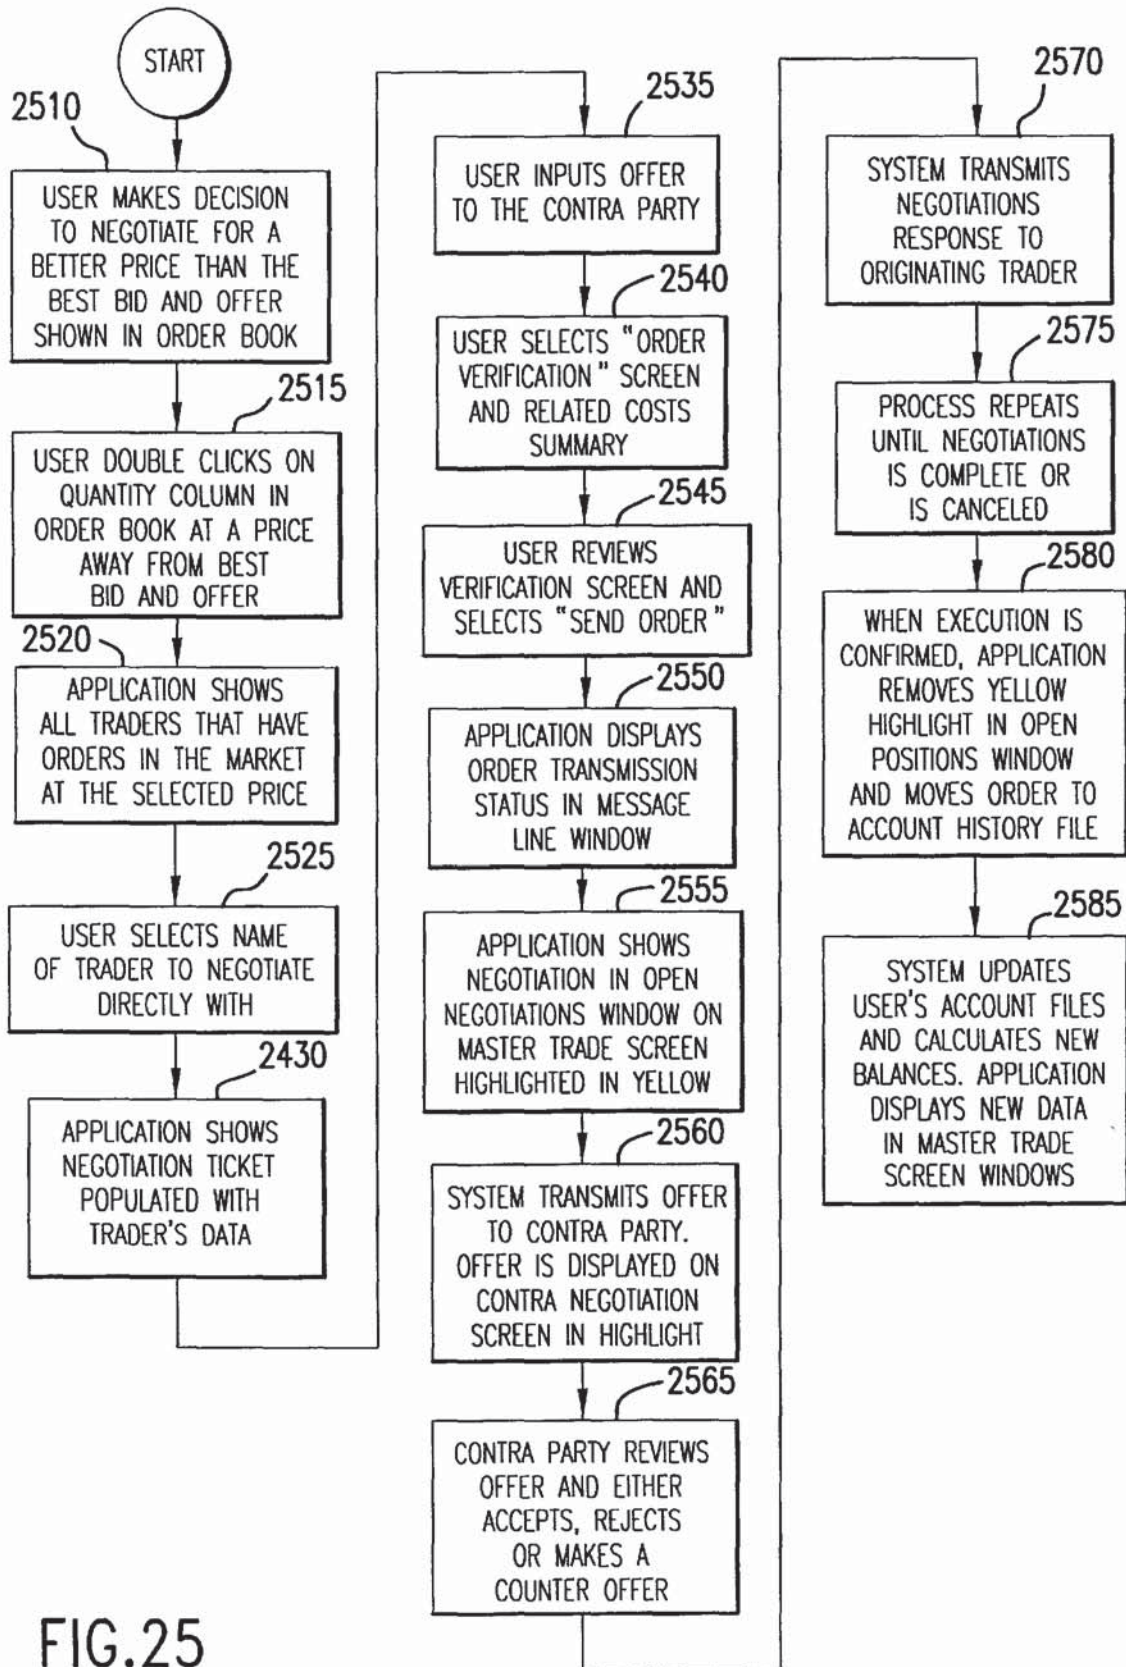 START
2510
USER MAKES DECISION
TO NEGOTIATE FOR A
BETTER PRICE THAN THE
BEST BID AND OFFER
SHOWN IN ORDER BOOK
2515
USER DOUBLE CLICKS ON
QUANTITY COLUMN IN
ORDER BOOK AT A PRICE
AWAY FROM BEST
BID AND OFFER
2520
APPLICATION SHOWS
ALL TRADERS THAT HAVE
ORDERS IN THE MARKET
AT THE SELECTED PRICE
2525
USER SELECTS NAME
OF TRADER TO NEGOTIATE
DIRECTLY WITH
2430
APPLICATION SHOWS
NEGOTIATION TICKET
POPULATED WITH
TRADER'S DATA
2535
USER INPUTS OFFER
TO THE CONTRA PARTY
2540
USER SELECTS "ORDER
VERIFICATION" SCREEN
AND RELATED COSTS
SUMMARY
2545
USER REVIEWS
VERIFICATION SCREEN AND
SELECTS "SEND ORDER"
2550
APPLICATION DISPLAYS
ORDER TRANSMISSION
STATUS IN MESSAGE
LINE WINDOW
2555
APPLICATION SHOWS
NEGOTIATION IN OPEN
NEGOTIATIONS WINDOW ON
MASTER TRADE SCREEN
HIGHLIGHTED IN YELLOW
2560
SYSTEM TRANSMITS OFFER
TO CONTRA PARTY.
OFFER IS DISPLAYED ON
CONTRA NEGOTIATION
SCREEN IN HIGHLIGHT
2565
CONTRA PARTY REVIEWS
OFFER AND EITHER
ACCEPTS, REJECTS
OR MAKES A
COUNTER OFFER
2570
SYSTEM TRANSMITS
NEGOTIATIONS
RESPONSE TO
ORIGINATING TRADER
2575
PROCESS REPEATS
UNTIL NEGOTIATIONS
IS COMPLETE OR
IS CANCELED
2580
WHEN EXECUTION IS
CONFIRMED, APPLICATION
REMOVES YELLOW
HIGHLIGHT IN OPEN
POSITIONS WINDOW
AND MOVES ORDER TO
ACCOUNT HISTORY FILE
2585
SYSTEM UPDATES
USER'S ACCOUNT FILES
AND CALCULATES NEW
BALANCES. APPLICATION
DISPLAYS NEW DATA
IN MASTER TRADE
SCREEN WINDOWS
FIG.25